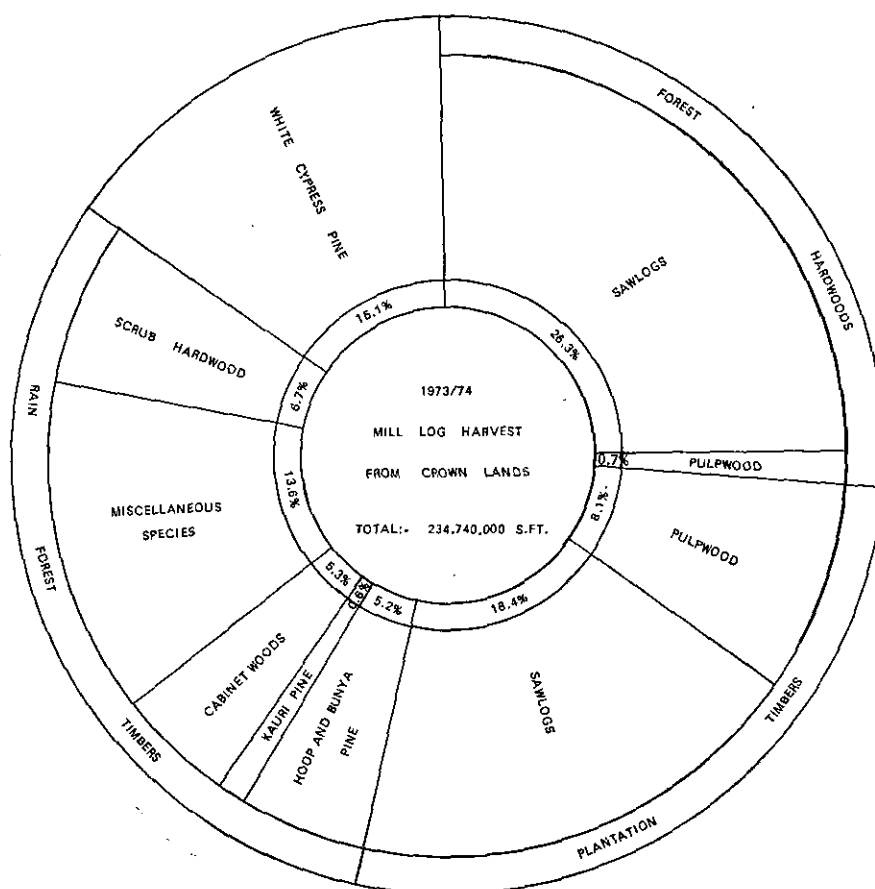 1973/74
MILL LOG HARVEST
FROM CROWN LANDS
TOTAL:- 234,740,000 S.FT.
FOREST
HARDWOODS
SAWLOGS
26.3%
PULPWOOD
0.7%
PULPWOOD
8.1%
SAWLOGS
18.4%
PLANTATION
TIMBERS
HOOP AND BUNYA
PINE
5.2%
KAURI PINE
0.6%
CABINET WOODS
5.3%
MISCELLANEOUS
SPECIES
13.6%
SCRUB HARDWOOD
6.7%
RAIN
FOREST
TIMBERS
WHITE CYPRESS PINE
15.1%